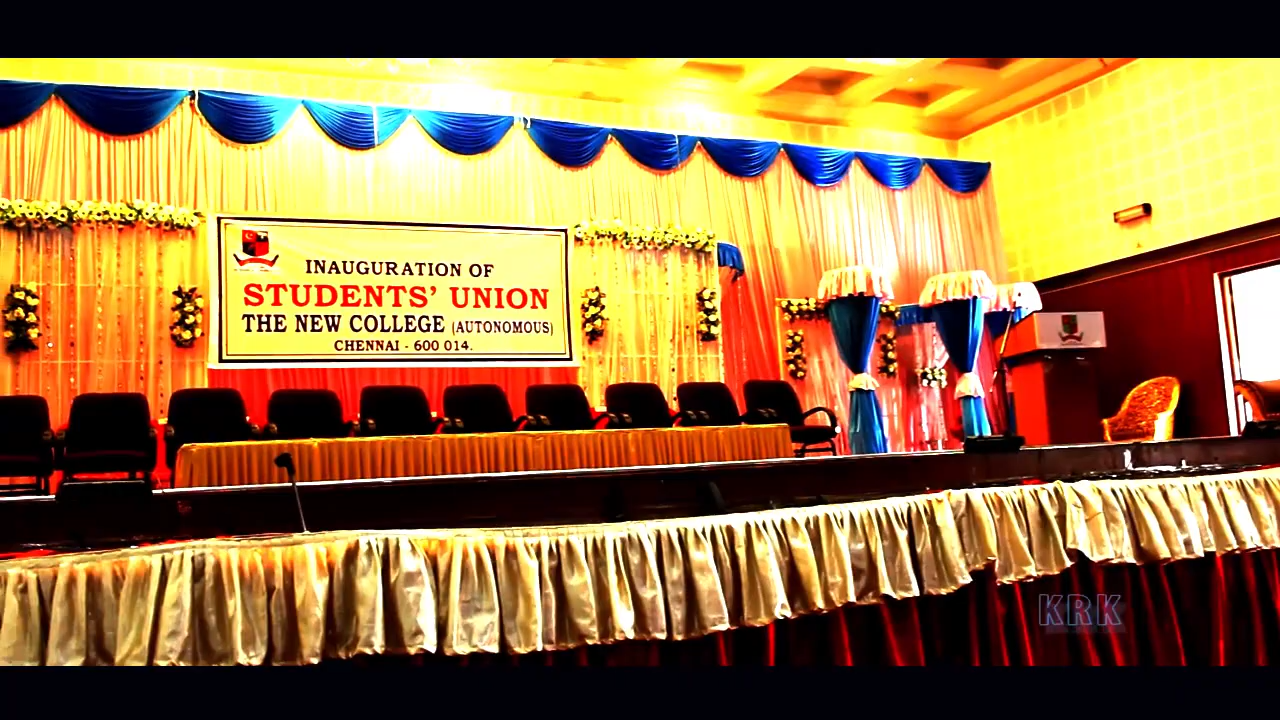 INAUGURATION OF
STUDENTS' UNION
THE NEW COLLEGE (AUTONOMOUS)
CHENNAI - 600 014.
KRK